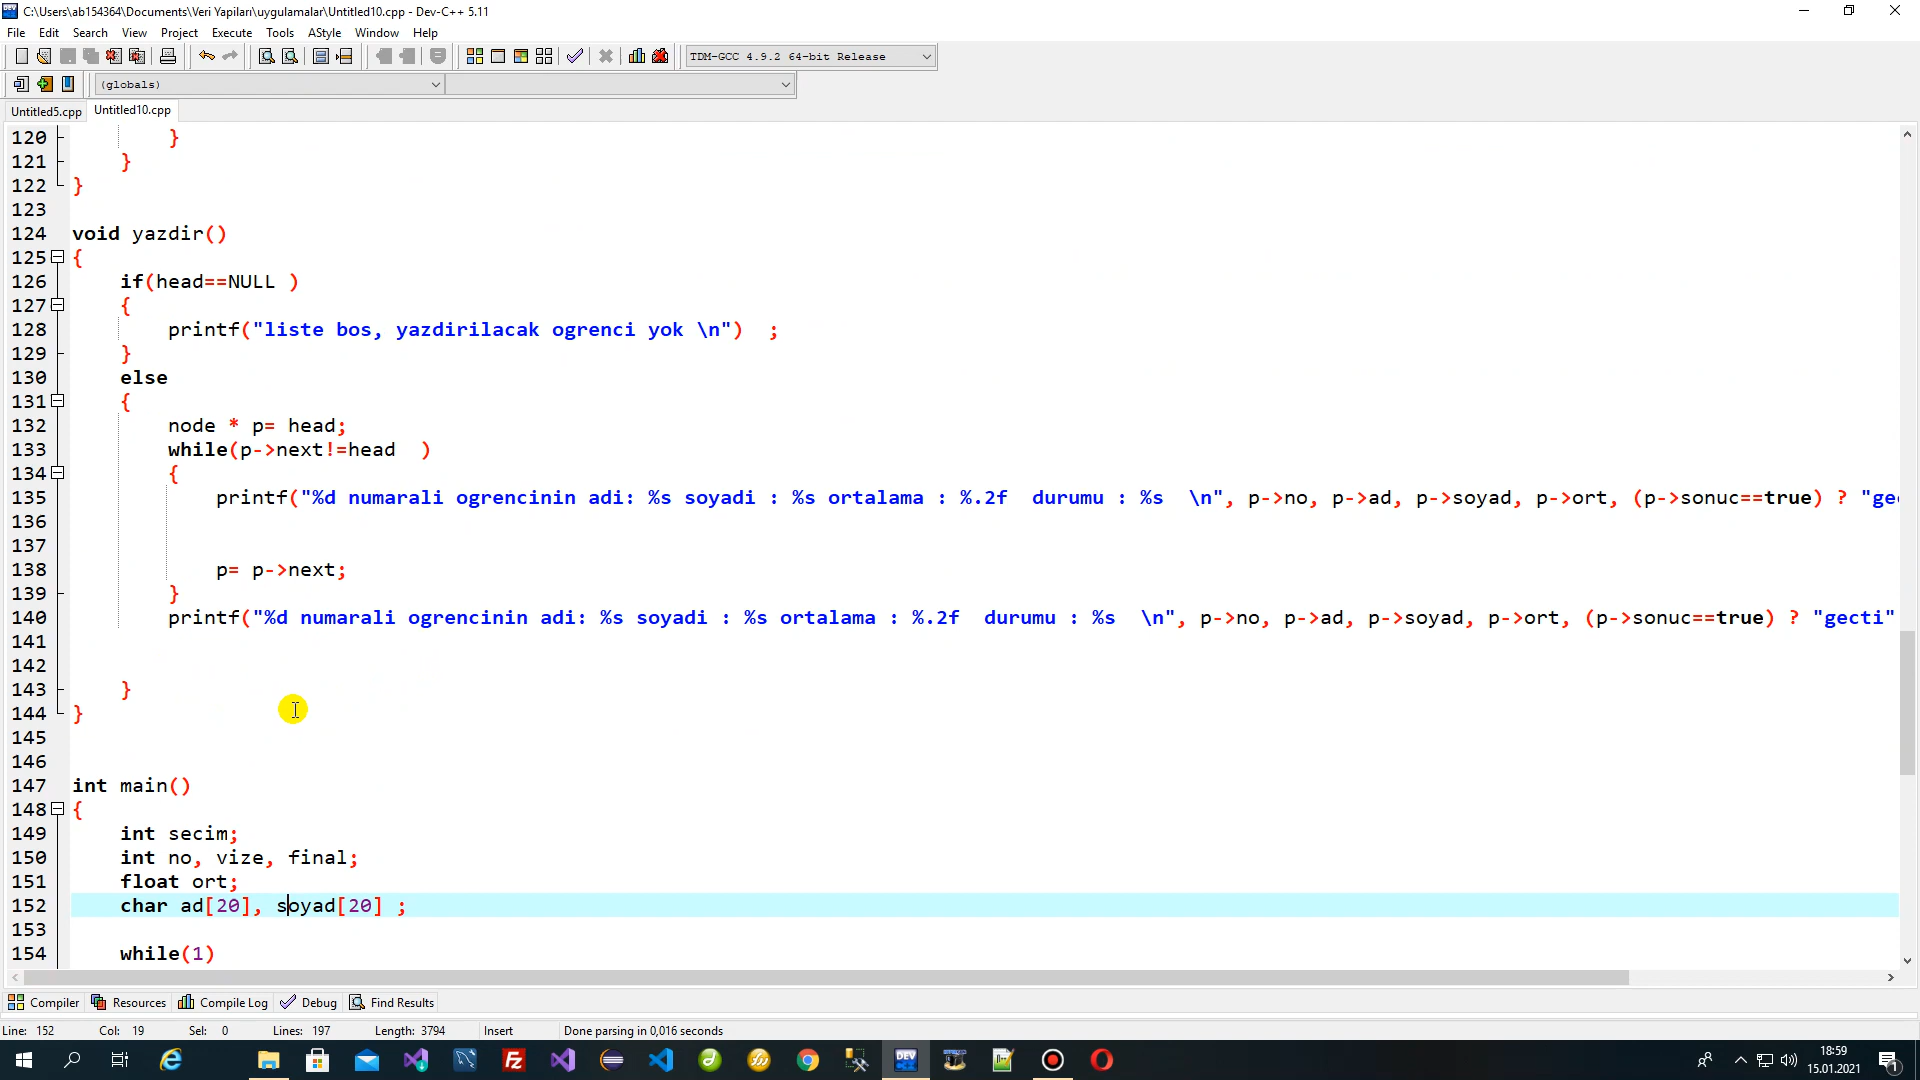 C:\Users\ab154364\Documents\Veri Yapıları\uygulamalar\Untitled10.cpp - Dev-C++ 5.11
File Edit Search View Project Execute Tools AStyle Window Help
TDM-GCC 4.9.2 64-bit Release
(globals)
Untitled5.cpp Untitled10.cpp
120 }
121 }
122 }
123
124 void yazdir()
125 {
126 if(head==NULL )
127 {
128 printf("liste bos, yazdirilacak ogrenci yok \n")  ;
129 }
130 else
131 {
132 node * p= head;
133 while(p->next!=head  )
134 {
135 printf("%d numarali ogrencinin adi: %s soyadi : %s ortalama : %.2f  durumu : %s  \n", p->no, p->ad, p->soyad, p->ort, (p->sonuc==true) ? "ge
136
137
138 p= p->next;
139 }
140 printf("%d numarali ogrencinin adi: %s soyadi : %s ortalama : %.2f  durumu : %s  \n", p->no, p->ad, p->soyad, p->ort, (p->sonuc==true) ? "gecti"
141
142
143 }
144 }
145
146
147 int main()
148 {
149 int secim;
150 int no, vize, final;
151 float ort;
152 char ad[20], soyad[20] ;
153
154 while(1)
Compiler Resources Compile Log Debug Find Results
Line: 152 Col: 19 Sel: 0 Lines: 197 Length: 3794 Insert Done parsing in 0,016 seconds
DEV
18:59
15.01.2021
1